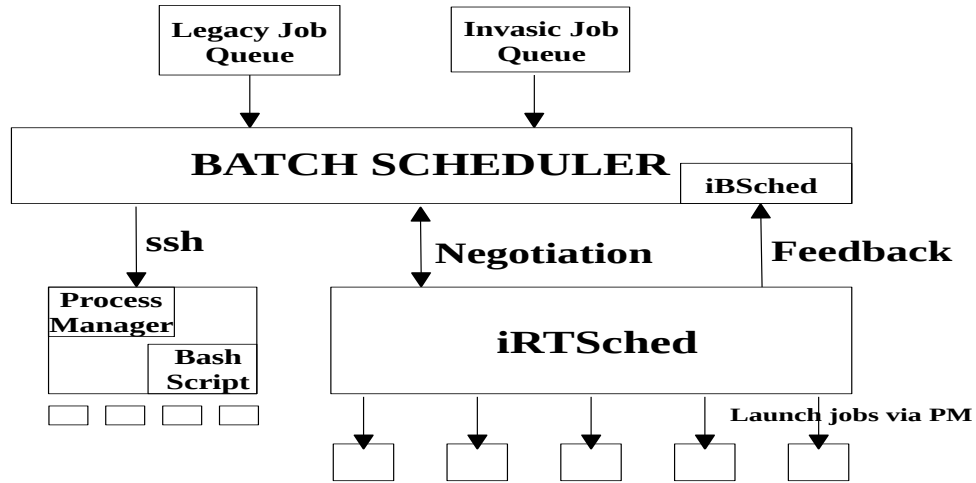 Legacy Job
Queue
Invasic Job
Queue
BATCH SCHEDULER
iBSched
ssh
Negotiation
Feedback
Process
Manager
Bash
Script
iRTSched
Launch jobs via PM